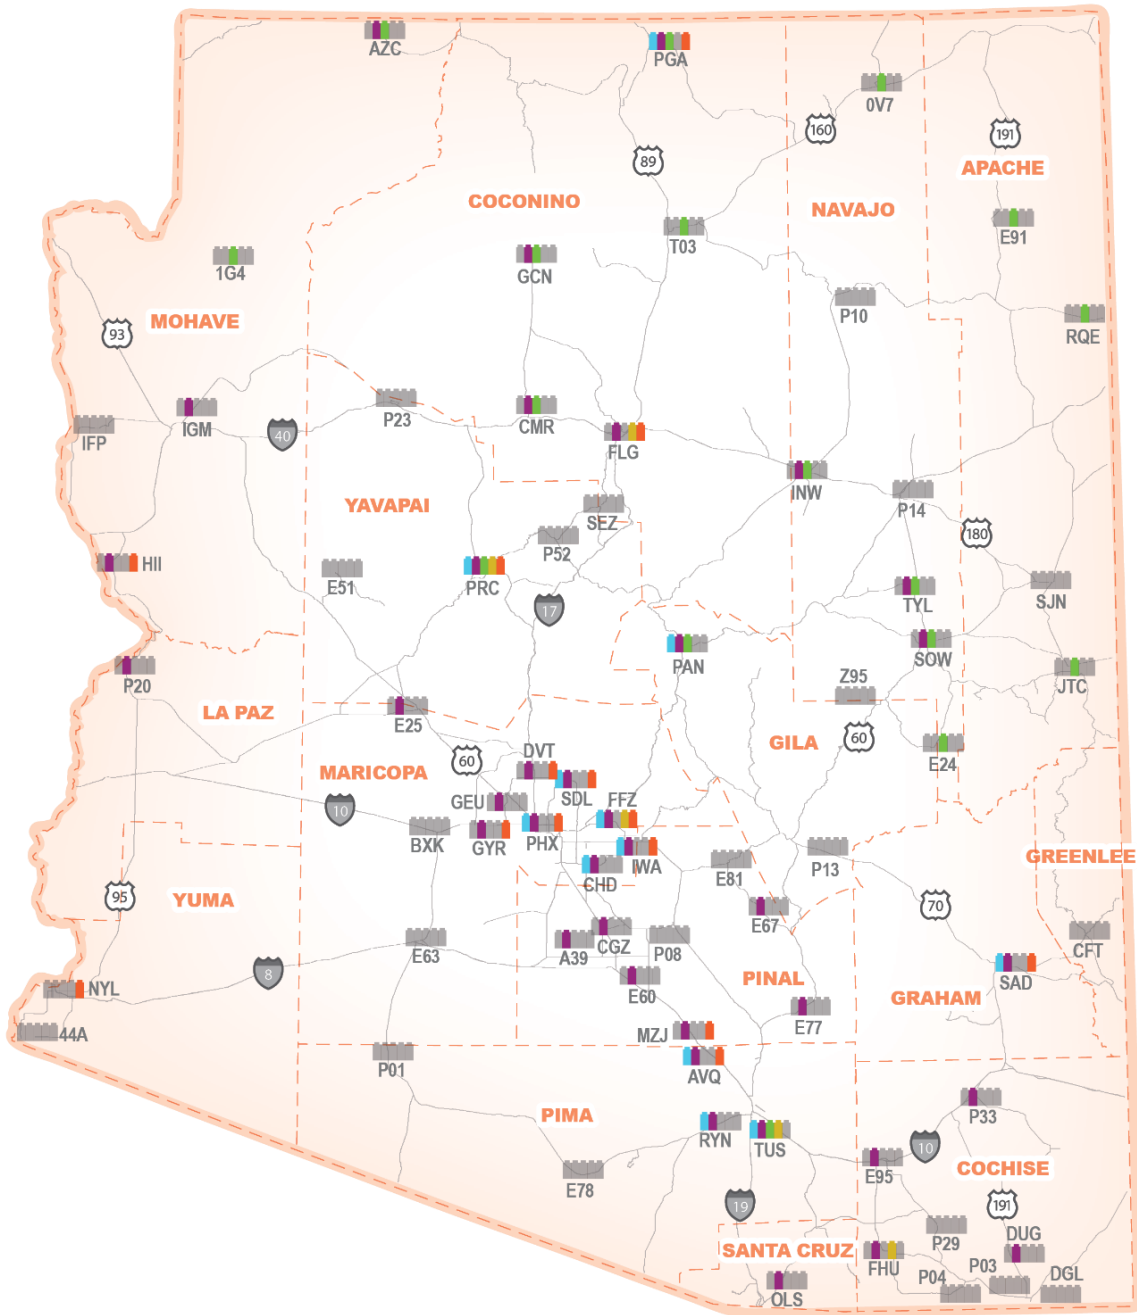 AZC
PGA
0V7
160
191
89
APACHE
COCONINO
NAVAJO
E91
T03
1G4
GCN
P10
MOHAVE
RQE
93
IGM
P23
CMR
IFP
40
FLG
INW
P14
YAVAPAI
SEZ
P52
180
HII
E51
PRC
TYL
SJN
17
SOW
PAN
P20
Z95
JTC
LA PAZ
E25
GILA
60
E24
DVT
60
MARICOPA
SDL
GEU
FFZ
10
BXK
GYR
PHX
IWA
P13
GREENLEE
CHD
E81
95
YUMA
70
E67
CFT
E63
A39
CGZ
P08
8
PINAL
SAD
NYL
E60
GRAHAM
E77
44A
MZJ
P01
AVQ
P33
PIMA
RYN
TUS
10
E95
COCHISE
E78
19
191
P29
DUG
SANTA CRUZ
FHU
P03
P04
DGL
OLS